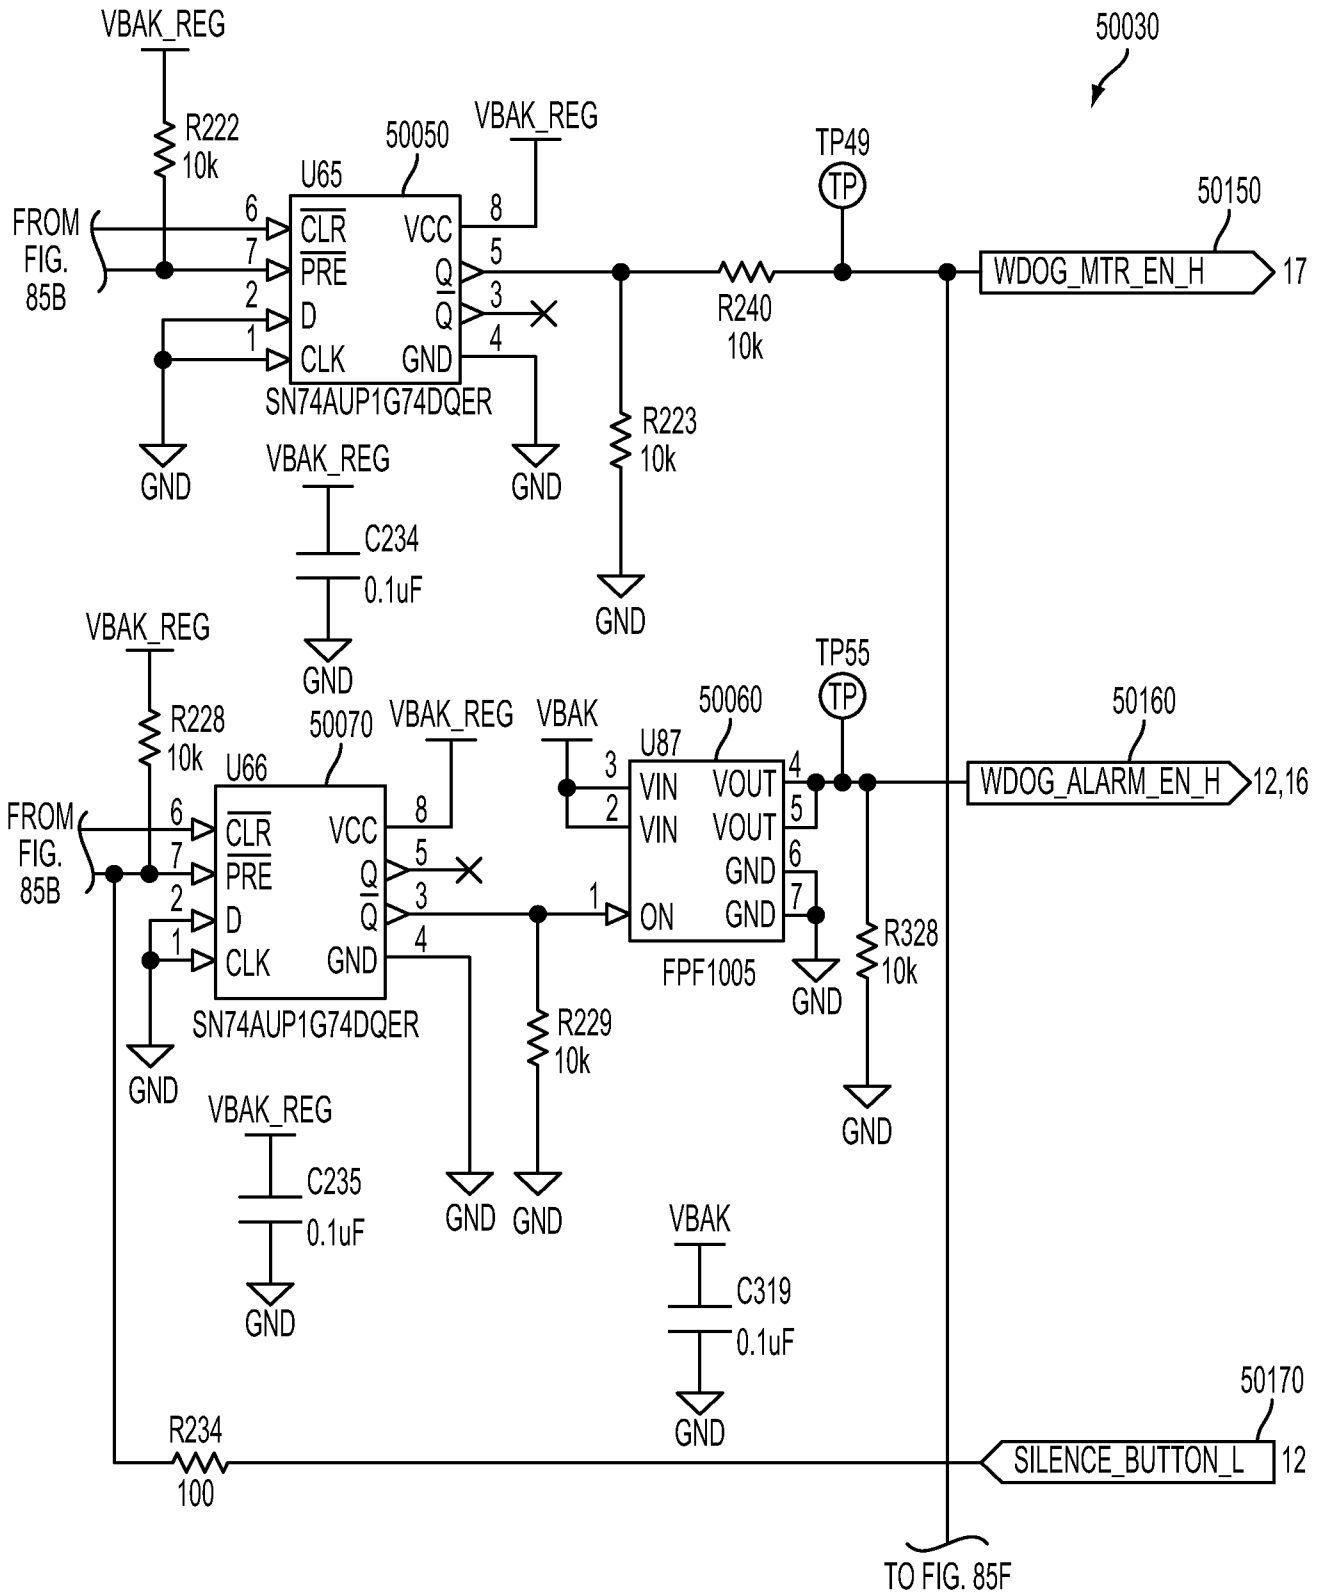 VBAK_REG
50030
R222
10k
50050
VBAK_REG
TP49
TP
U65
50150
FROM
FIG.
85B
6
7
2
1
CLR
PRE
D
CLK
VCC
Q
Q
GND
8
5
3
4
SN74AUP1G74DQER
R240
10k
WDOG_MTR_EN_H
17
GND
GND
R223
10k
GND
VBAK_REG
C234
0.1uF
GND
VBAK_REG
R228
10k
50070
VBAK_REG
VBAK
50060
TP55
TP
50160
U66
U87
FROM
FIG.
85B
6
7
2
1
CLR
PRE
D
CLK
VCC
Q
Q
GND
8
5
3
4
SN74AUP1G74DQER
3
2
1
VIN
VIN
ON
VOUT
VOUT
GND
GND
4
5
6
7
FPF1005
WDOG_ALARM_EN_H
12,16
GND
R328
10k
GND
R229
10k
GND
GND
GND
VBAK_REG
C235
0.1uF
GND
VBAK
C319
0.1uF
GND
50170
R234
100
SILENCE_BUTTON_L
12
TO FIG. 85F